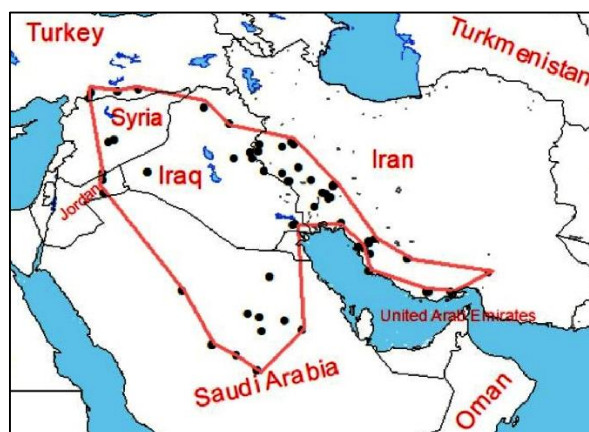 Turkey
Turkmenistan
Syria
Iran
Iraq
Jordan
United Arab Emirates
Saudi Arabia
Oman